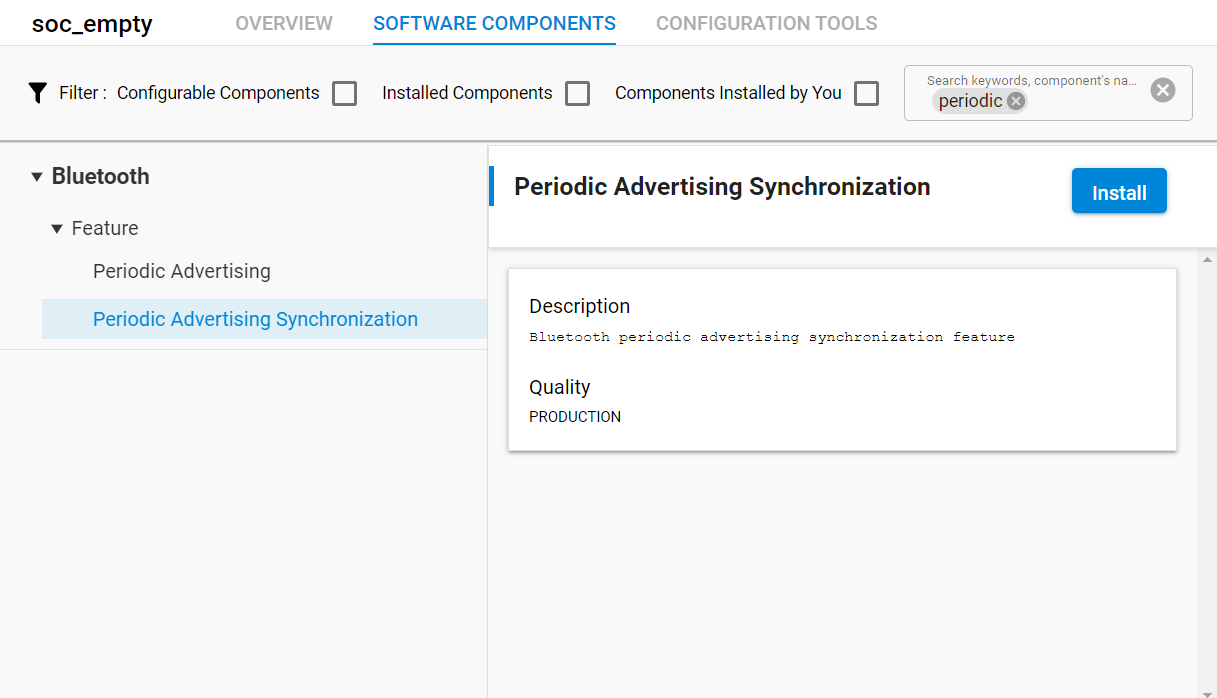 soc_empty OVERVIEW SOFTWARE COMPONENTS CONFIGURATION TOOLS
Filter : Configurable Components Installed Components Components Installed by You
Search keywords, component's na...
periodic
Bluetooth
Feature
Periodic Advertising
Periodic Advertising Synchronization
Periodic Advertising Synchronization
Install
Description
Bluetooth periodic advertising synchronization feature
Quality
PRODUCTION